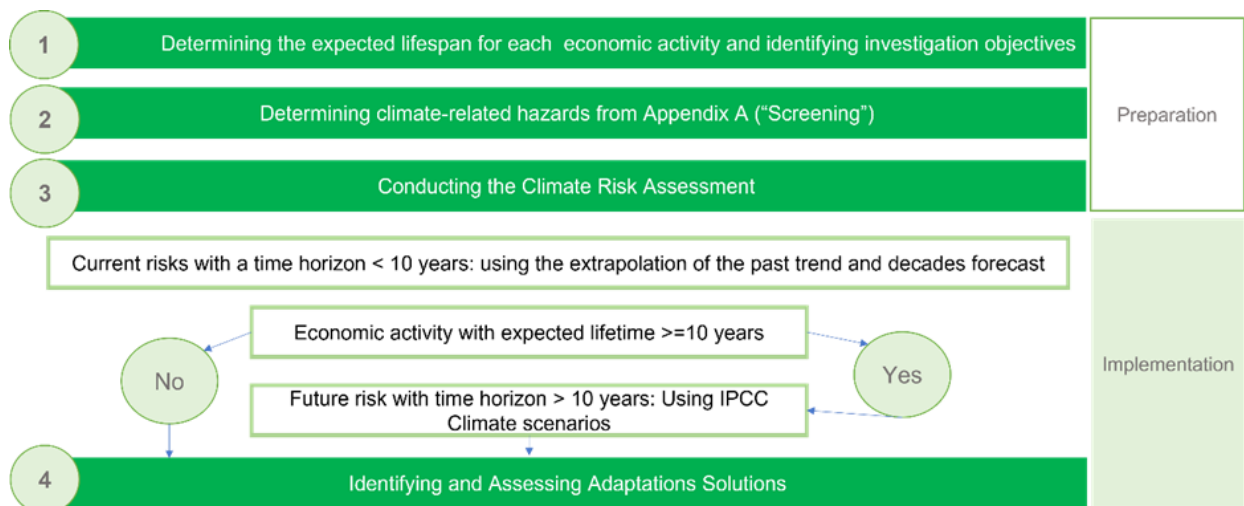 1
Determining the expected lifespan for each economic activity and identifying investigation objectives
2
Determining climate-related hazards from Appendix A (“Screening”)
Preparation
3
Conducting the Climate Risk Assessment
Current risks with a time horizon < 10 years: using the extrapolation of the past trend and decades forecast
Economic activity with expected lifetime >=10 years
No
Yes
Implementation
Future risk with time horizon > 10 years: Using IPCC
Climate scenarios
4
Identifying and Assessing Adaptations Solutions